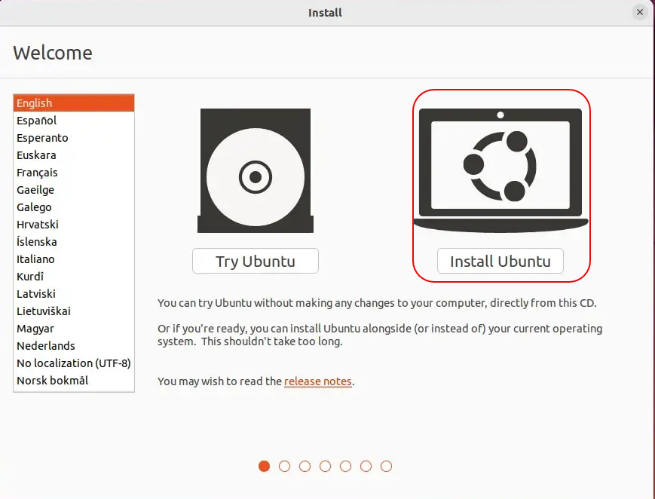 Install
Welcome
English
Español
Esperanto
Euskara
Français
Gaeilge
Galego
Hrvatski
Íslenska
Italiano
Kurdî
Latviski
Lietuviškai
Magyar
Nederlands
No localization (UTF-8)
Norsk bokmål
Try Ubuntu
Install Ubuntu
You can try Ubuntu without making any changes to your computer, directly from this CD.
Or if you're ready, you can install Ubuntu alongside (or instead of) your current operating
system. This shouldn't take too long.
You may wish to read the release notes.